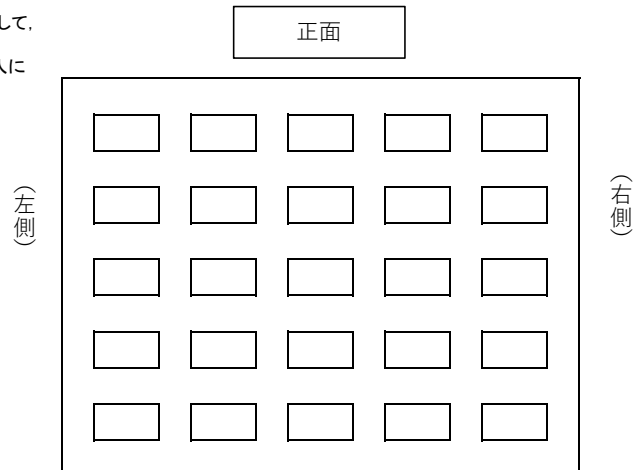 して,
正面
人に
（左側）
（右側）